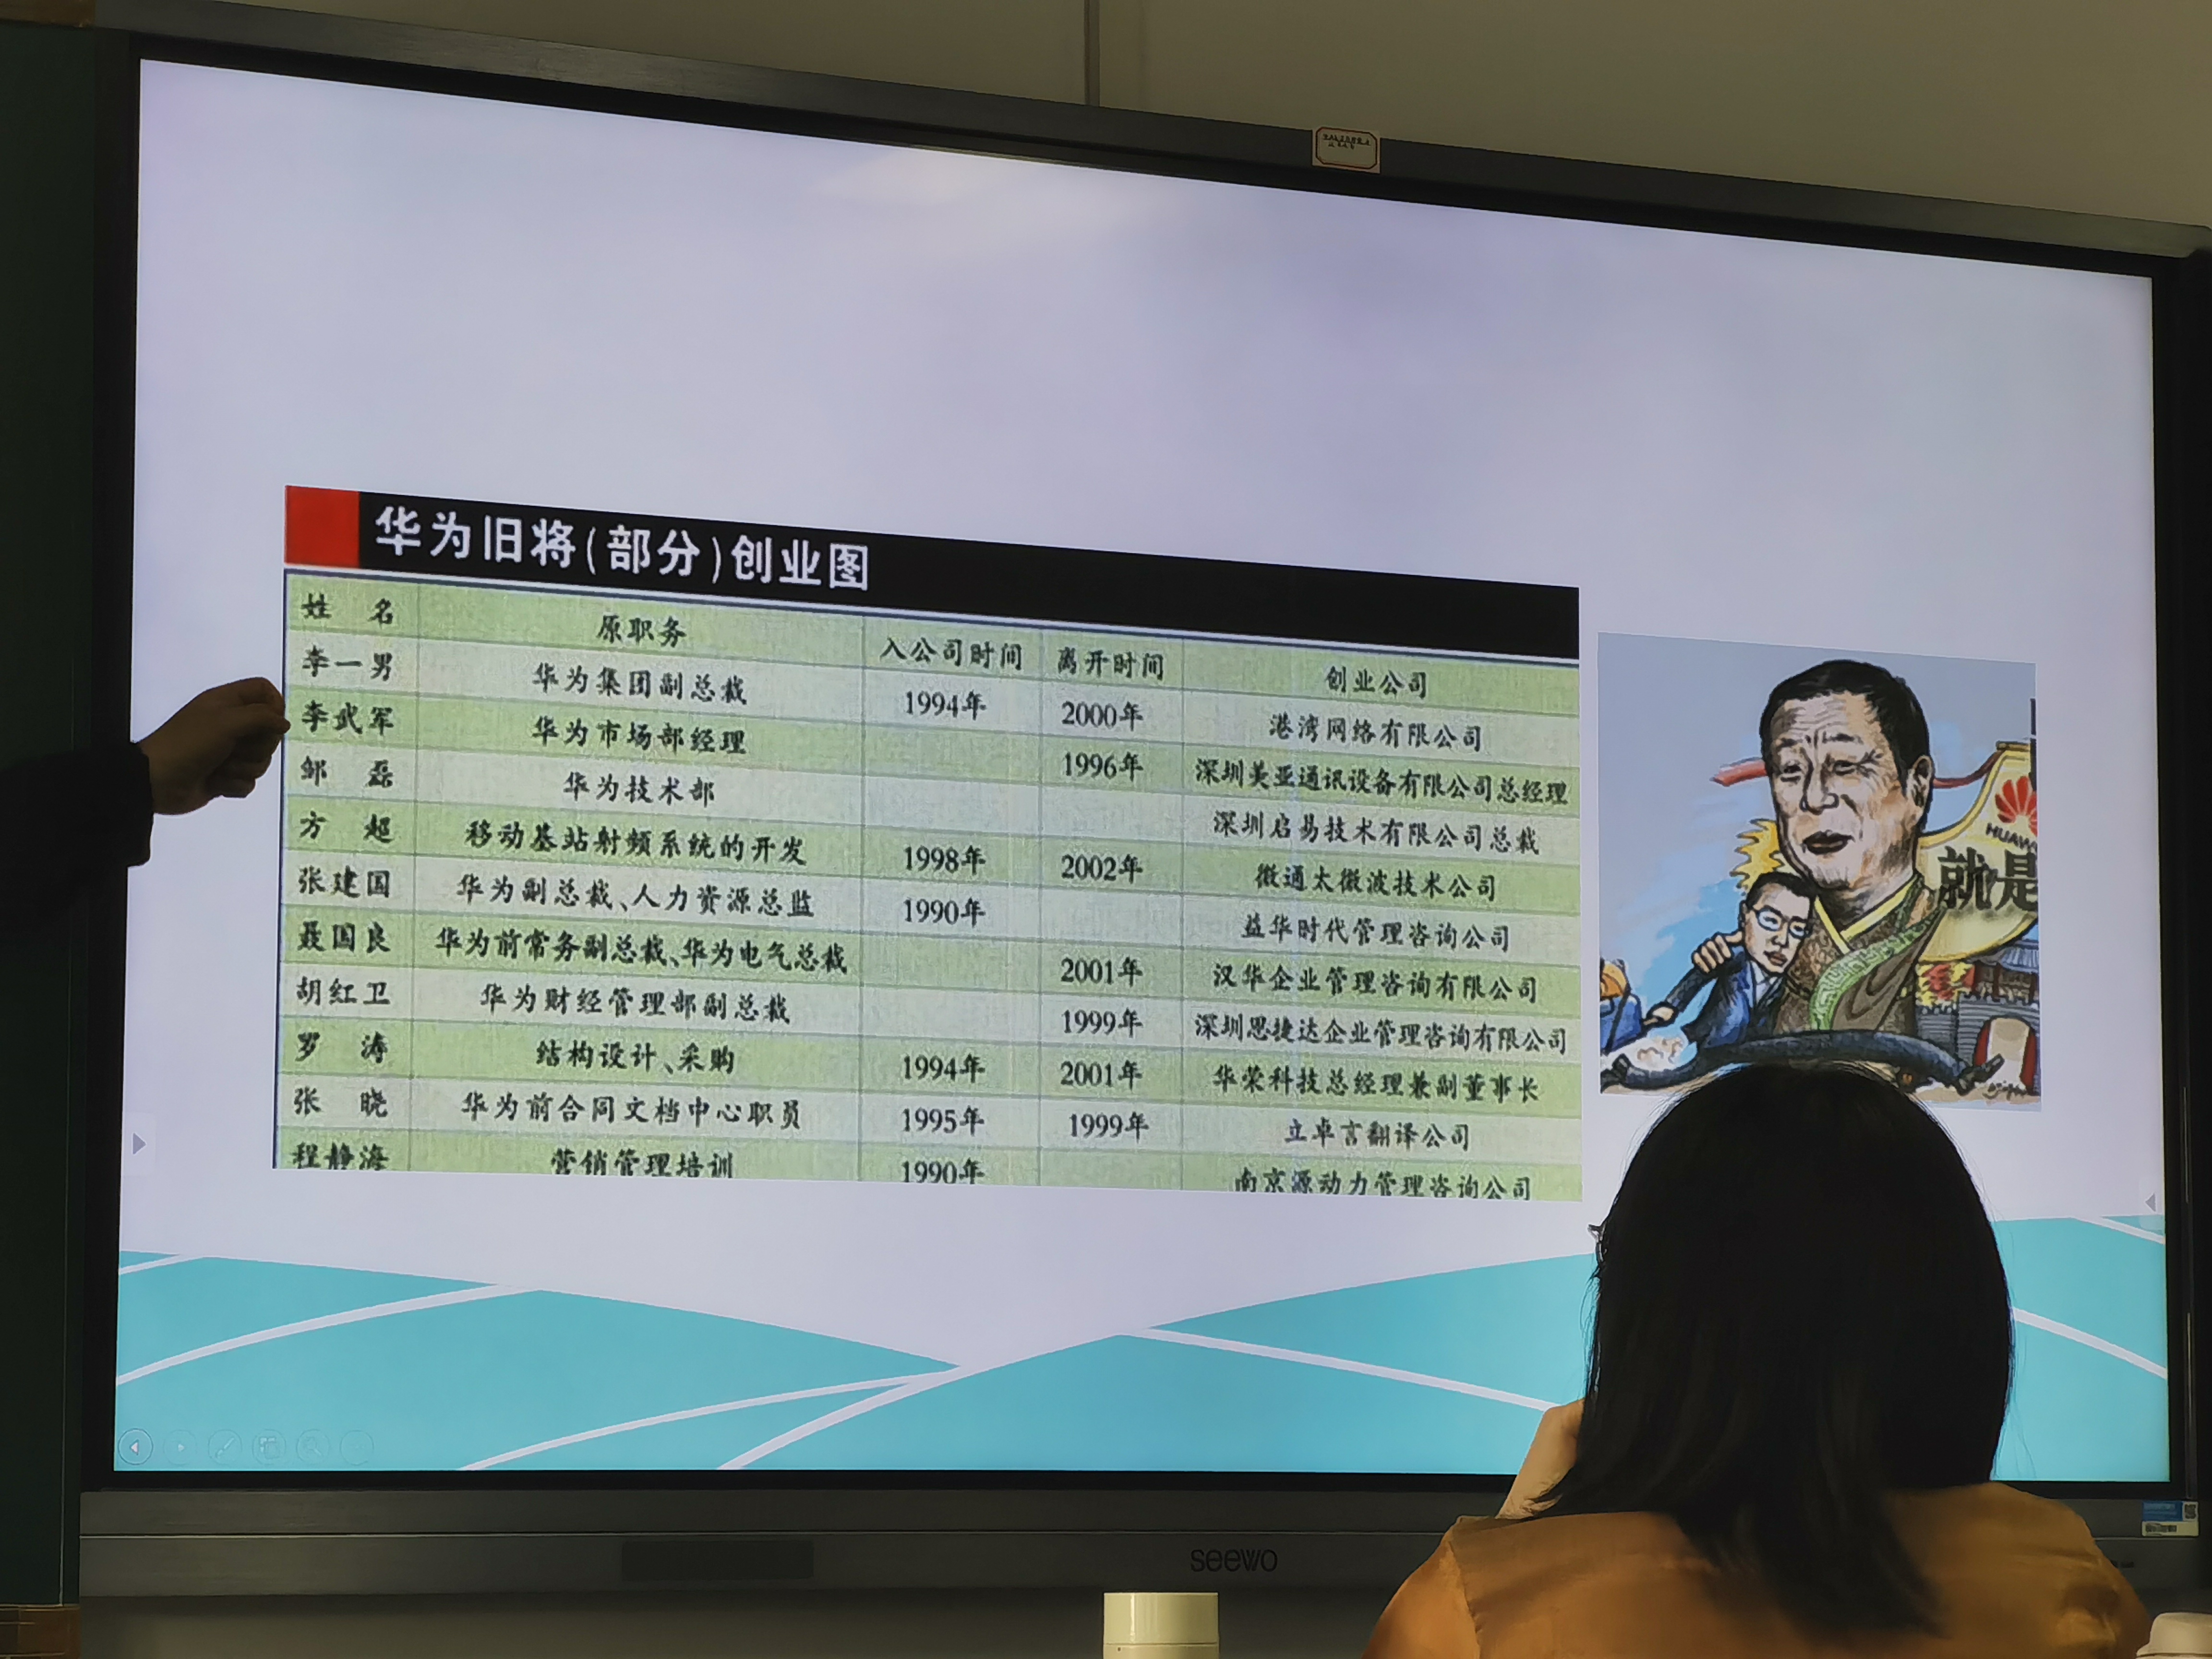 华为旧将(部分)创业图
姓 名 原职务 入公司时间 离开时间 创业公司
李一男 华为集团副总裁 1994年 2000年 港湾网络有限公司
李武军 华为市场部经理 1996年 深圳美亚通讯设备有限公司总经理
邹 磊 华为技术部 深圳启易技术有限公司总裁
方 超 移动基站射频系统的开发 1998年 2002年 微通太微波技术公司
张建国 华为副总裁、人力资源总监 1990年 益华时代管理咨询公司
聂国良 华为前常务副总裁、华为电气总裁 2001年 汉华企业管理咨询有限公司
胡红卫 华为财经管理部副总裁 1999年 深圳思捷达企业管理咨询有限公司
罗 涛 结构设计、采购 1994年 2001年 华荣科技总经理兼副董事长
张 晓 华为前合同文档中心职员 1995年 1999年 立卓言翻译公司
程静海 营销管理培训 1990年 南京源动力管理咨询公司
HUAW
就是
seewo